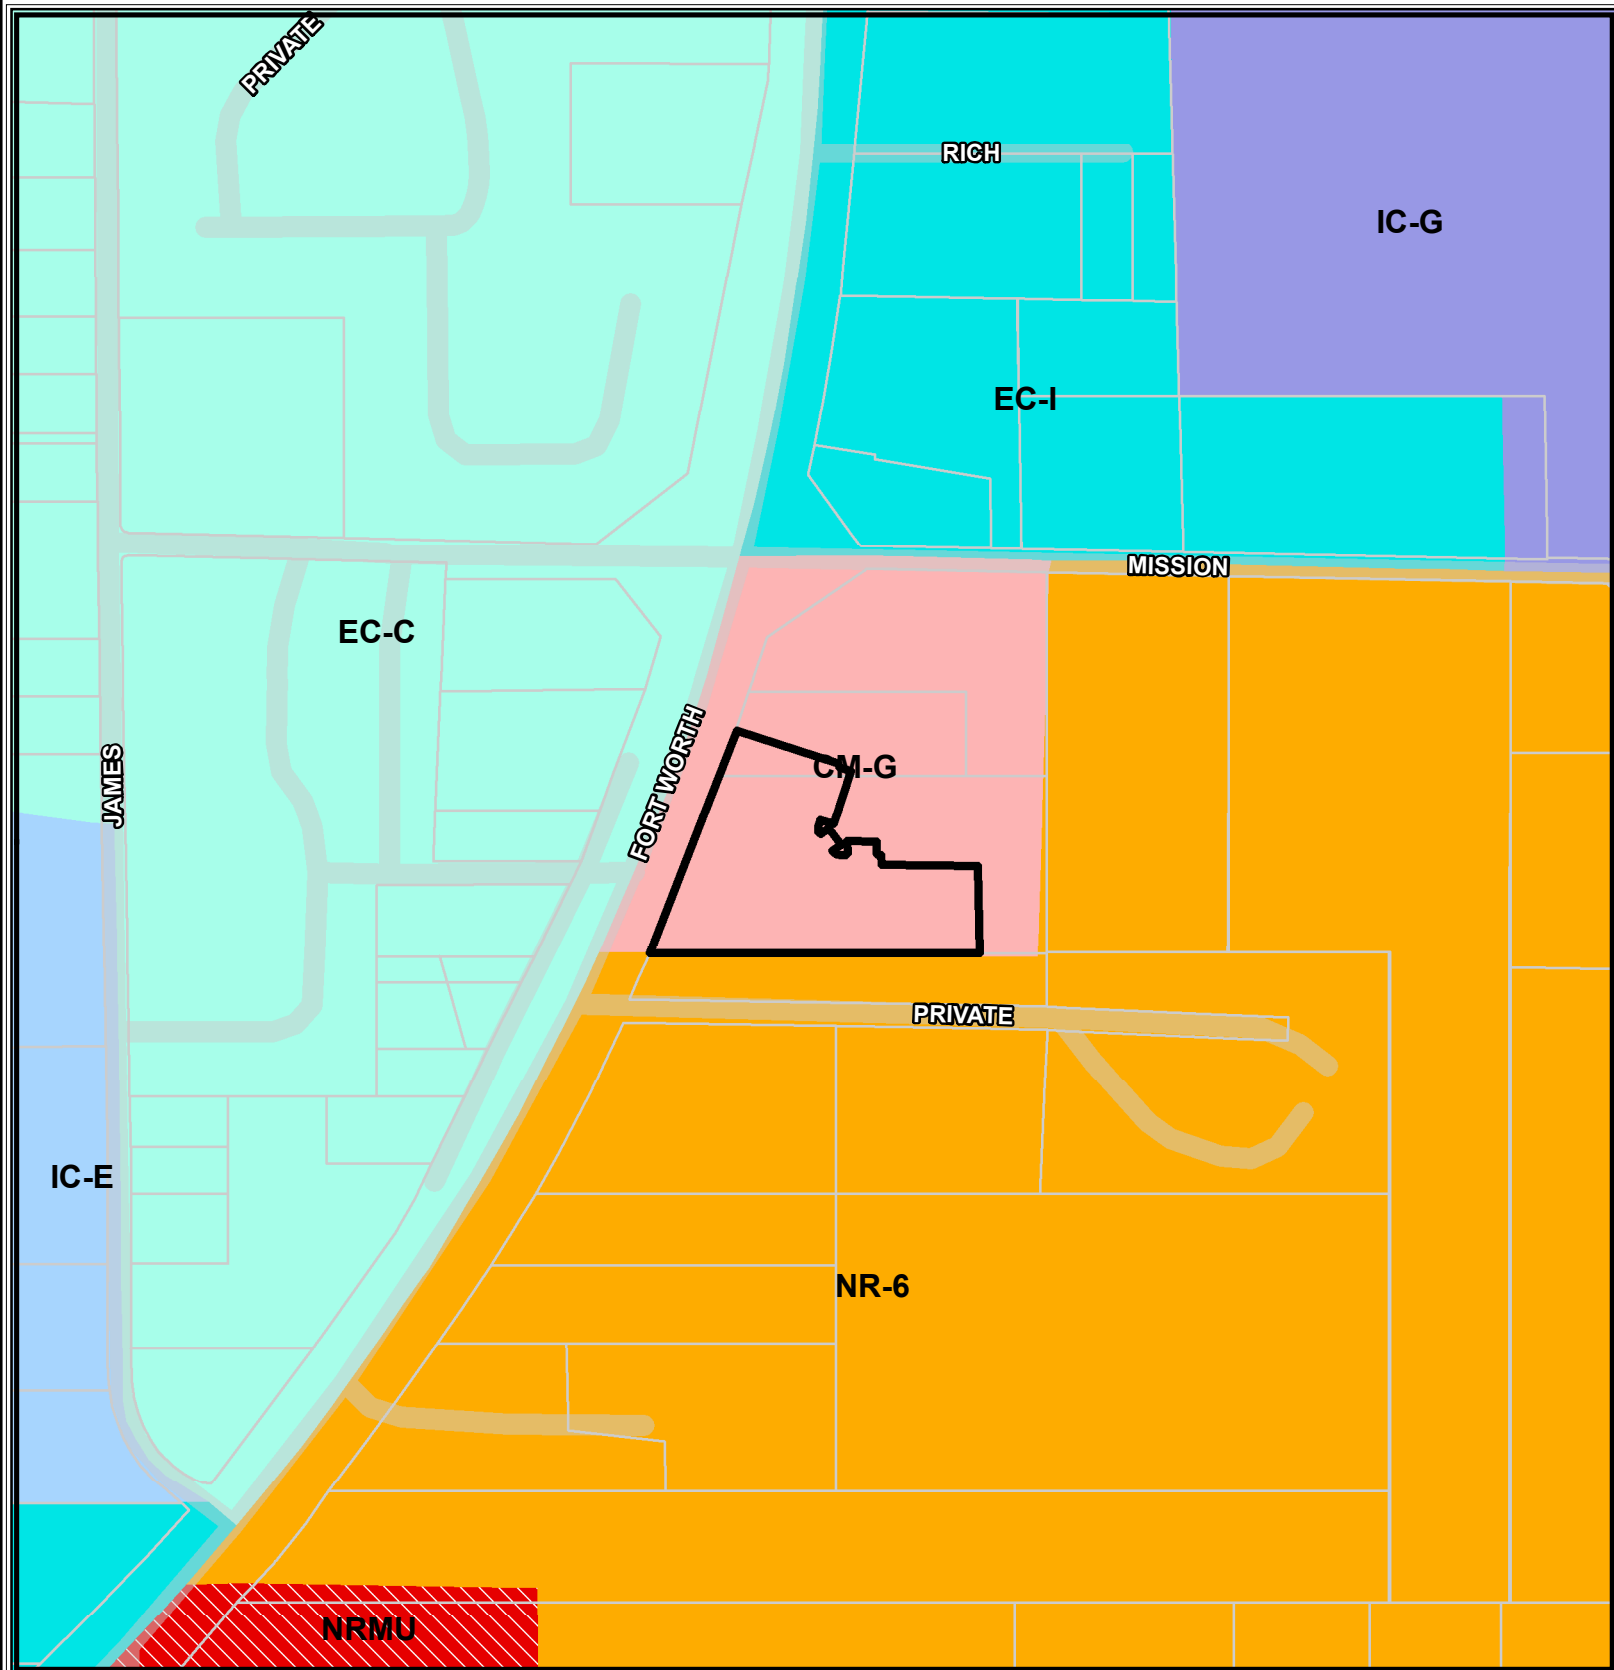 PRIVATE
RICH
IC-G
EC-I
MISSION
EC-C
CM-G
FORT WORTH
JAMES
PRIVATE
IC-E
NR-6
NRMU